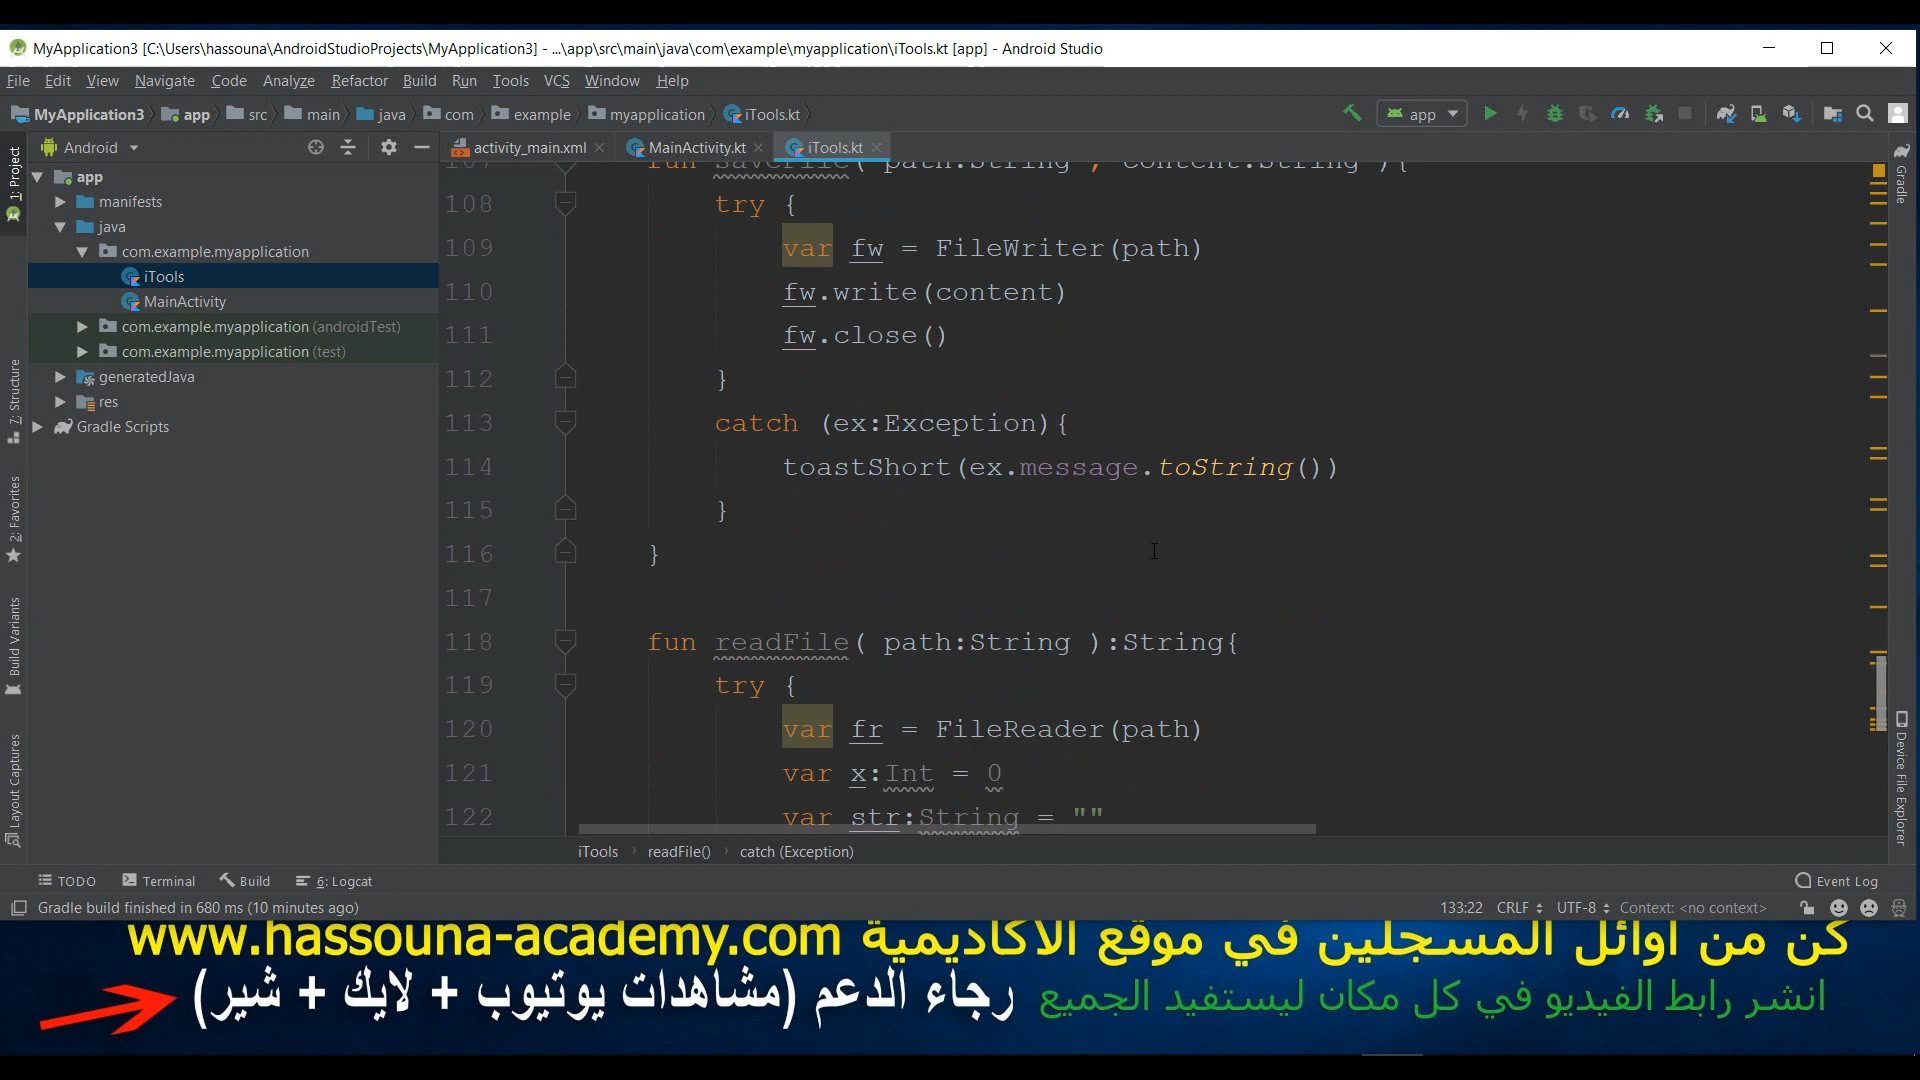 MyApplication3 [C:\Users\hassouna\AndroidStudioProjects\MyApplication3] - ...\app\src\main\java\com\example\myapplication\iTools.kt [app] - Android Studio
File Edit View Navigate Code Analyze Refactor Build Run Tools VCS Window Help
MyApplication3 app src main java com example myapplication iTools.kt
app
Android
activity_main.xml MainActivity.kt iTools.kt
1: Project
7: Structure
2: Favorites
Build Variants
Layout Captures
app
manifests
java
com.example.myapplication
iTools
MainActivity
com.example.myapplication (androidTest)
com.example.myapplication (test)
generatedJava
res
Gradle Scripts
107 fun saveFile( path:String , content:String ){
108 try {
109 var fw = FileWriter(path)
110 fw.write(content)
111 fw.close()
112 }
113 catch (ex:Exception){
114 toastShort(ex.message.toString())
115 }
116 }
117
118 fun readFile( path:String ):String{
119 try {
120 var fr = FileReader(path)
121 var x:Int = 0
122 var str:String = ""
iTools readFile() catch (Exception)
Gradle
Device File Explorer
TODO Terminal Build 6: Logcat Event Log
Gradle build finished in 680 ms (10 minutes ago) 133:22 CRLF UTF-8 Context: <no context>
كن من اوائل المسجلين في موقع الاكاديمية www.hassouna-academy.com
انشر رابط الفيديو في كل مكان ليستفيد الجميع رجاء الدعم (مشاهدات يوتيوب + لايك + شير)